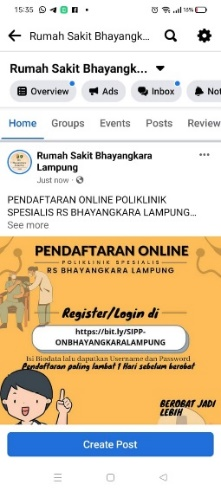 15:35
15%
Rumah Sakit Bhayangk...
Rumah Sakit Bhayangk...
Overview
Ads
Inbox
Not
Home
Groups
Events
Posts
Review
Rumah Sakit Bhayangkara
Lampung
Just now
PENDAFTARAN ONLINE POLIKLINIK
SPESIALIS RS BHAYANGKARA LAMPUNG...
See more
PENDAFTARAN ONLINE
POLIKLINIK SPESIALIS
RS BHAYANGKARA LAMPUNG
Register/Login di
https://bit.ly/SIPP-
ONBHAYANGKARALAMPUNG
Isi Biodata lalu dapatkan Username dan Password
Pendaftaran paling lambat 1 Hari sebelum berobat
BEROBAT JADI
LEBIH
Create Post